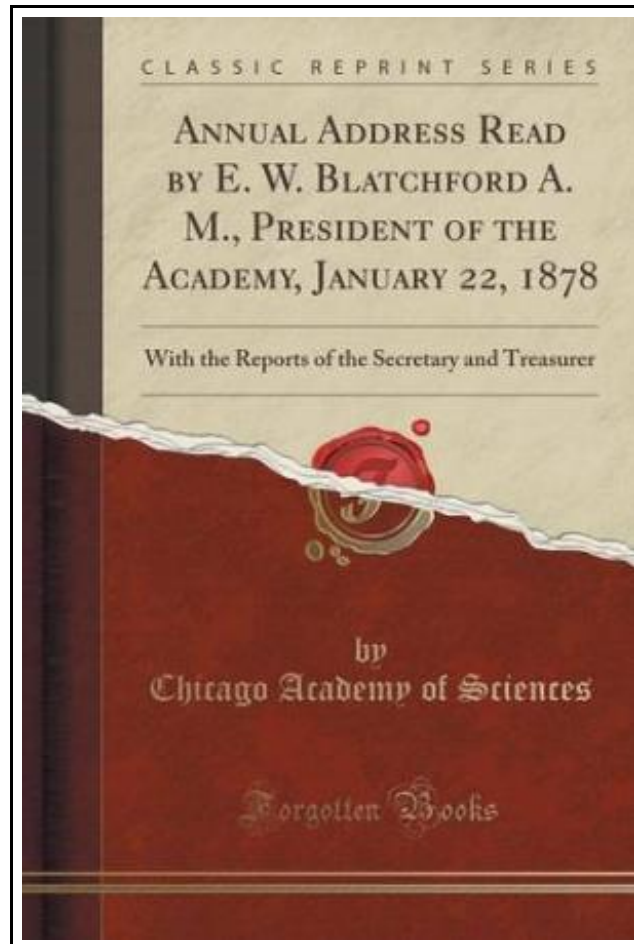 CLASSIC REPRINT SERIES
ANNUAL ADDRESS READ
BY E. W. BLATCHFORD A.
M., PRESIDENT OF THE
ACADEMY, JANUARY 22, 1878
With the Reports of the Secretary and Treasurer
by
Chicago Academy of Sciences
Forgotten Books